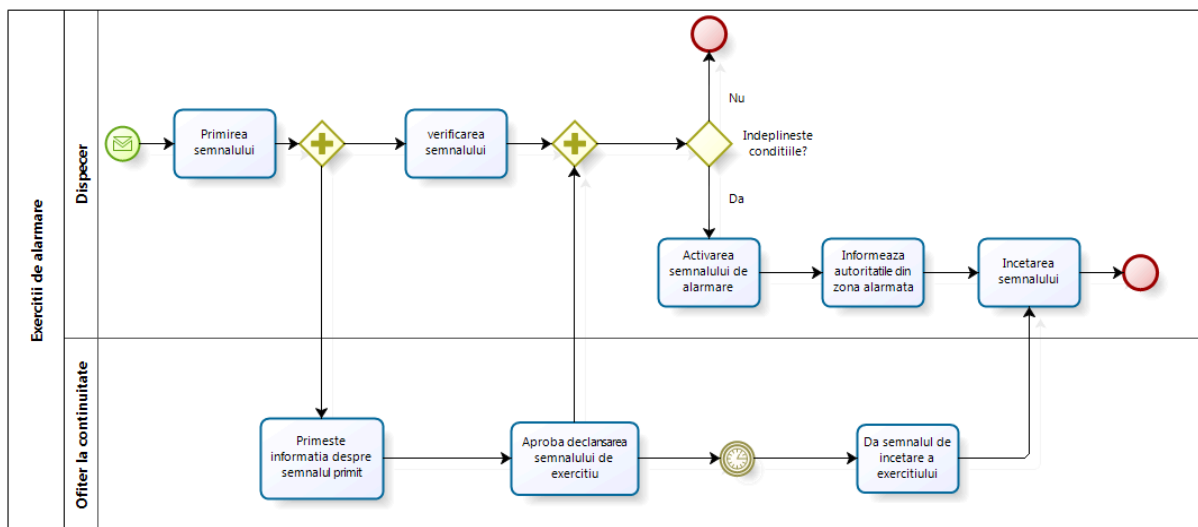 Exercitii de alarmare
Dispecer
Primirea
semnalului
verificarea
semnalului
Nu
Indeplineste
conditiile?
Da
Activarea
semnalului de
alarmare
Informeaza
autoritatile din
zona alarmata
Incetarea
semnalului
Ofiter la continuitate
Primeste
informatia despre
semnalul primit
Aproba declansarea
semnalului de
exercitiu
Da semnalul de
incetare a
exercitiului